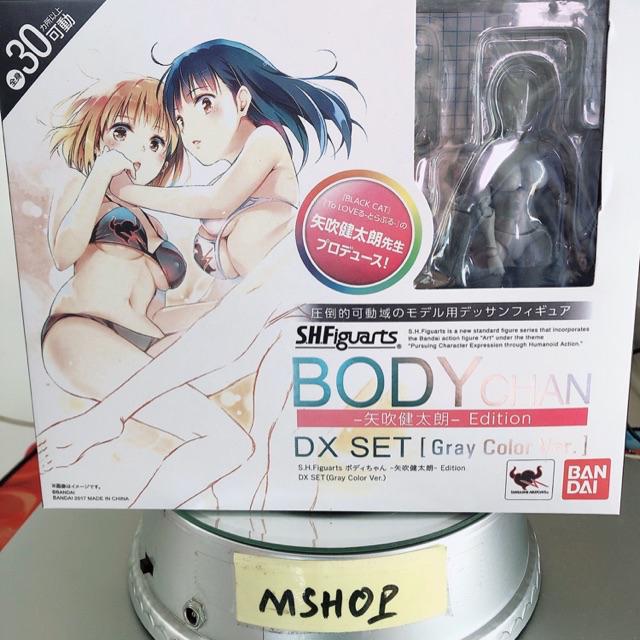 全身30カ所以上可動
『BLACK CAT』
『To LOVEる-とらぶる-』の
矢吹健太朗先生
プロデュース!
圧倒的可動域のモデル用デッサンフィギュア
S.H.Figuarts®
S.H.Figuarts is a new standard figure series that incorporates
the Bandai action figure "Art" under the theme
"Pursuing Character Expression through Humanoid Action."
BODY CHAN
-矢吹健太朗- Edition
DX SET [Gray Color Ver.]
S.H.Figuarts ボディちゃん -矢吹健太朗- Edition
DX SET(Gray Color Ver.)
※画像はイメージです。
©BANDAI
BANDAI 2017 MADE IN CHINA
TAMASHII NATIONS
BAN
DAI
MSHOP